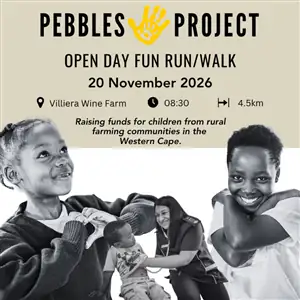 PEBBLES PROJECT
OPEN DAY FUN RUN/WALK
20 November 2026
Villiera Wine Farm 08:30 4.5km
Raising funds for children from rural
farming communities in the
Western Cape.